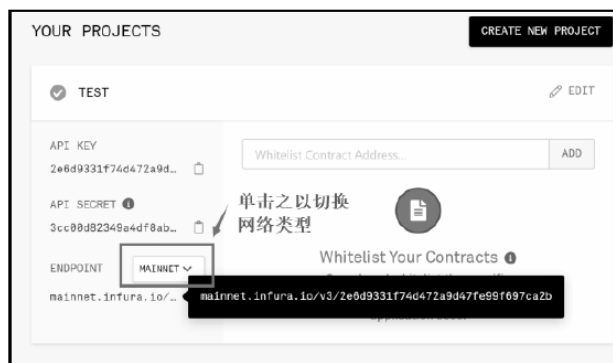 YOUR PROJECTS
CREATE NEW PROJECT
TEST
EDIT
API KEY
2e6d9331f74d472a9d…
Whitelist Contract Address…
ADD
API SECRET
3cc00d82349a4df8ab…
单击之以切换
网络类型
ENDPOINT
MAINNET
Whitelist Your Contracts
mainnet.infura.io/…
mainnet.infura.io/v3/2e6d9331f74d472a9d47fe99f697ca2b